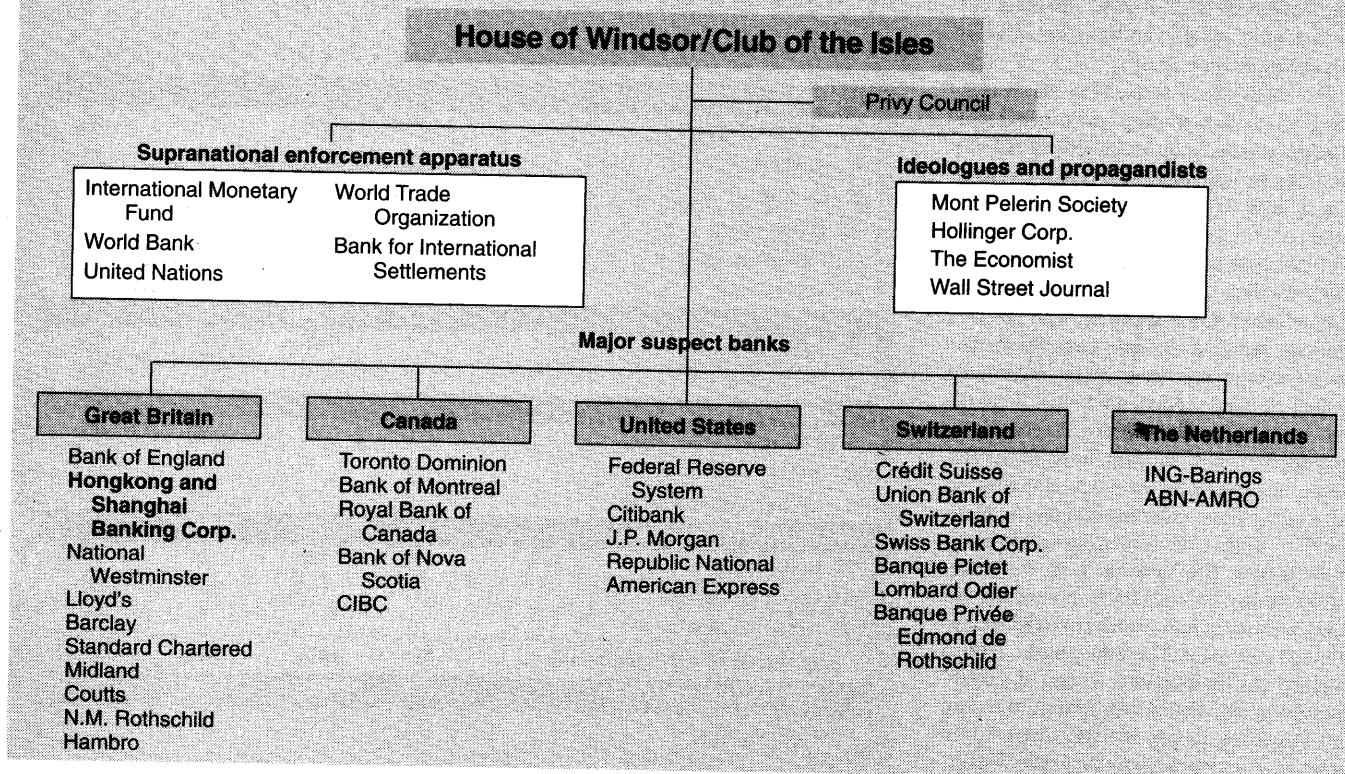 House of Windsor/Club of the Isles
Privy Council
Supranational enforcement apparatus
International Monetary
Fund
World Bank
United Nations
World Trade
Organization
Bank for International
Settlements
Ideologues and propagandists
Mont Pelerin Society
Hollinger Corp.
The Economist
Wall Street Journal
Major suspect banks
Great Britain
Bank of England
Hongkong and
Shanghai
Banking Corp.
National
Westminster
Lloyd's
Barclay
Standard Chartered
Midland
Coutts
N.M. Rothschild
Hambro
Canada
Toronto Dominion
Bank of Montreal
Royal Bank of
Canada
Bank of Nova
Scotia
CIBC
United States
Federal Reserve
System
Citibank
J.P. Morgan
Republic National
American Express
Switzerland
Crédit Suisse
Union Bank of
Switzerland
Swiss Bank Corp.
Banque Pictet
Lombard Odier
Banque Privée
Edmond de
Rothschild
The Netherlands
ING-Barings
ABN-AMRO